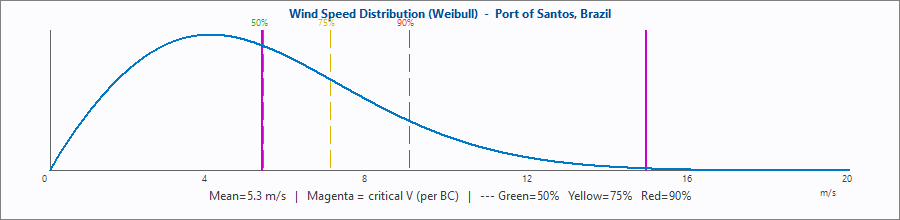 Wind Speed Distribution (Weibull)  -  Port of Santos, Brazil
50% 75% 90%
0 4 8 12 16 20
m/s
Mean=5.3 m/s  |  Magenta = critical V (per BC)  |  --- Green=50%  Yellow=75%  Red=90%